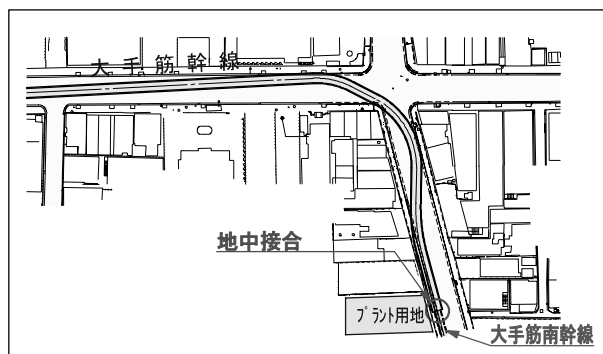 大手筋幹線
地中接合
プラント用地
大手筋南幹線